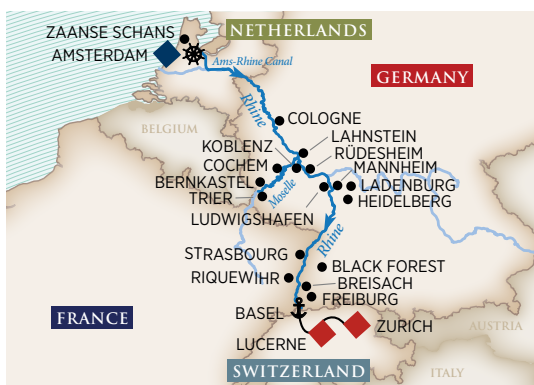 ZAANSE SCHANS
NETHERLANDS
AMSTERDAM
Ams-Rhine Canal
GERMANY
Rhine
COLOGNE
BELGIUM
LAHNSTEIN
KOBLENZ
RÜDESHEIM
COCHEM
MANNHEIM
BERNKASTEL
Moselle
LADENBURG
TRIER
HEIDELBERG
LUDWIGSHAFEN
Rhine
STRASBOURG
BLACK FOREST
RIQUEWIHR
BREISACH
FREIBURG
BASEL
FRANCE
ZURICH
AUSTRIA
LUCERNE
SWITZERLAND
ITALY